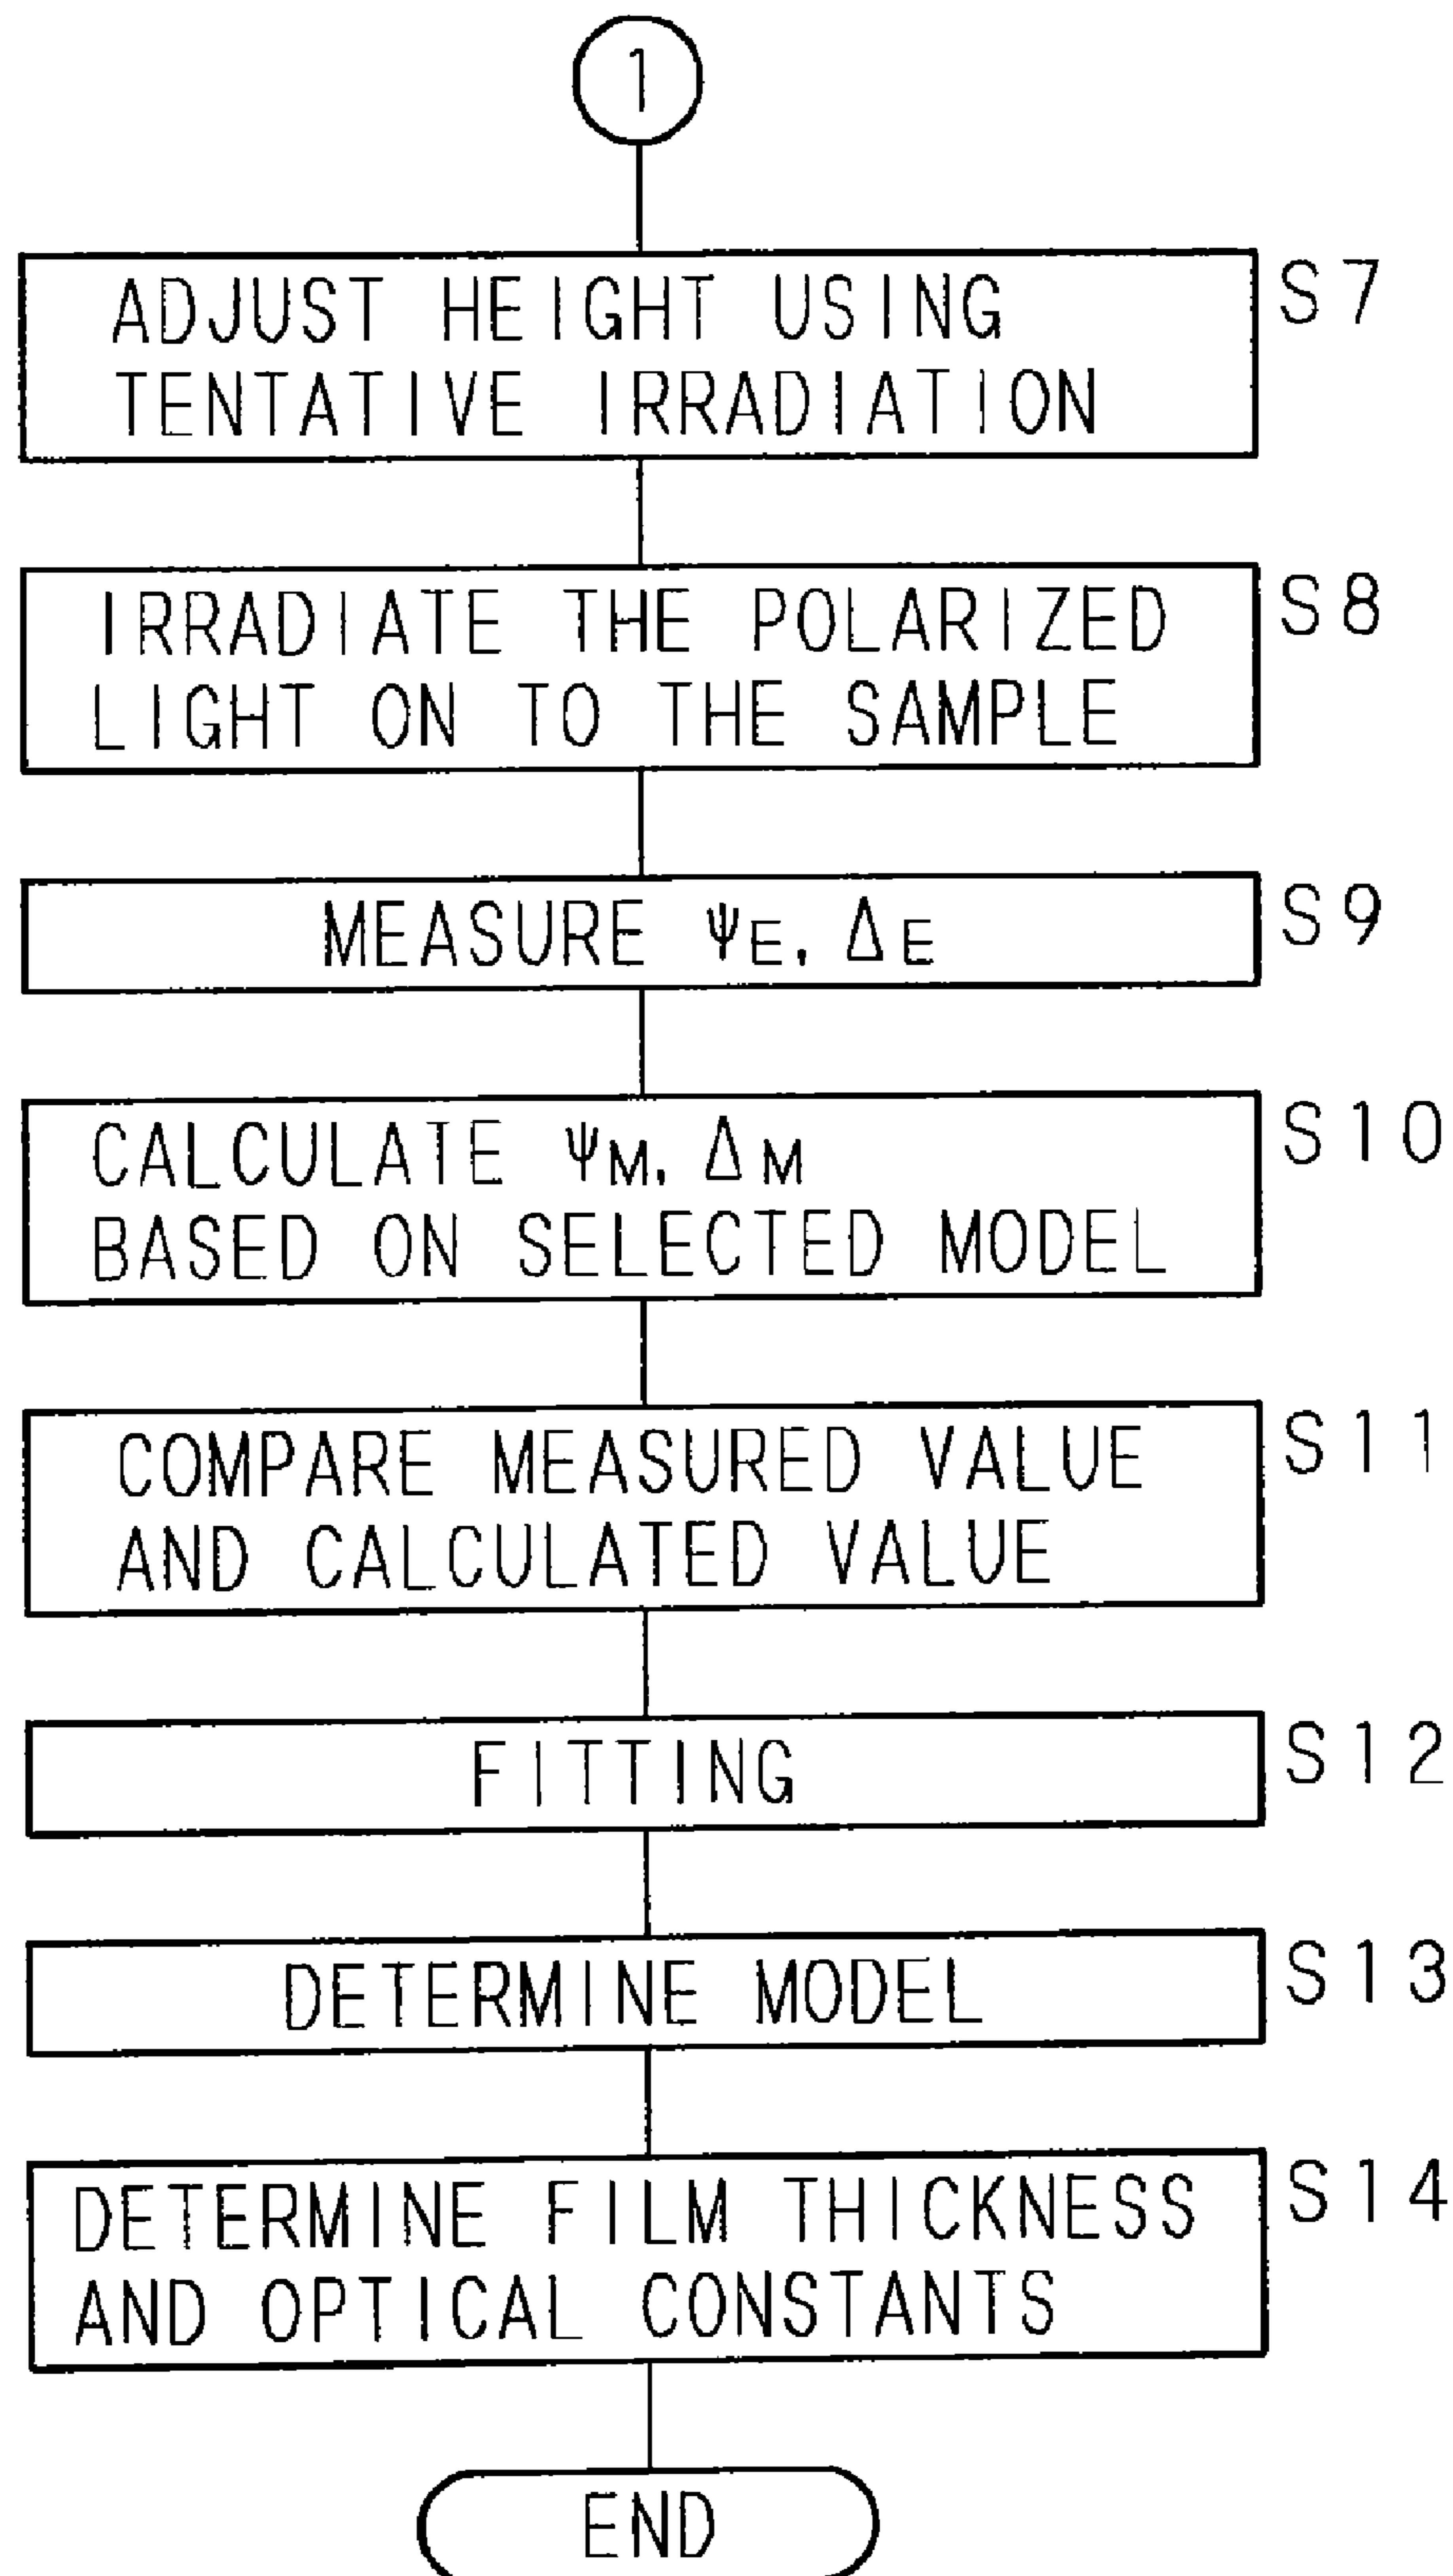 1
ADJUST HEIGHT USING
TENTATIVE IRRADIATION
S7
IRRADIATE THE POLARIZED
LIGHT ON TO THE SAMPLE
S8
MEASURE ψE, ΔE
S9
CALCULATE ψM, ΔM
BASED ON SELECTED MODEL
S10
COMPARE MEASURED VALUE
AND CALCULATED VALUE
S11
FITTING
S12
DETERMINE MODEL
S13
DETERMINE FILM THICKNESS
AND OPTICAL CONSTANTS
S14
END